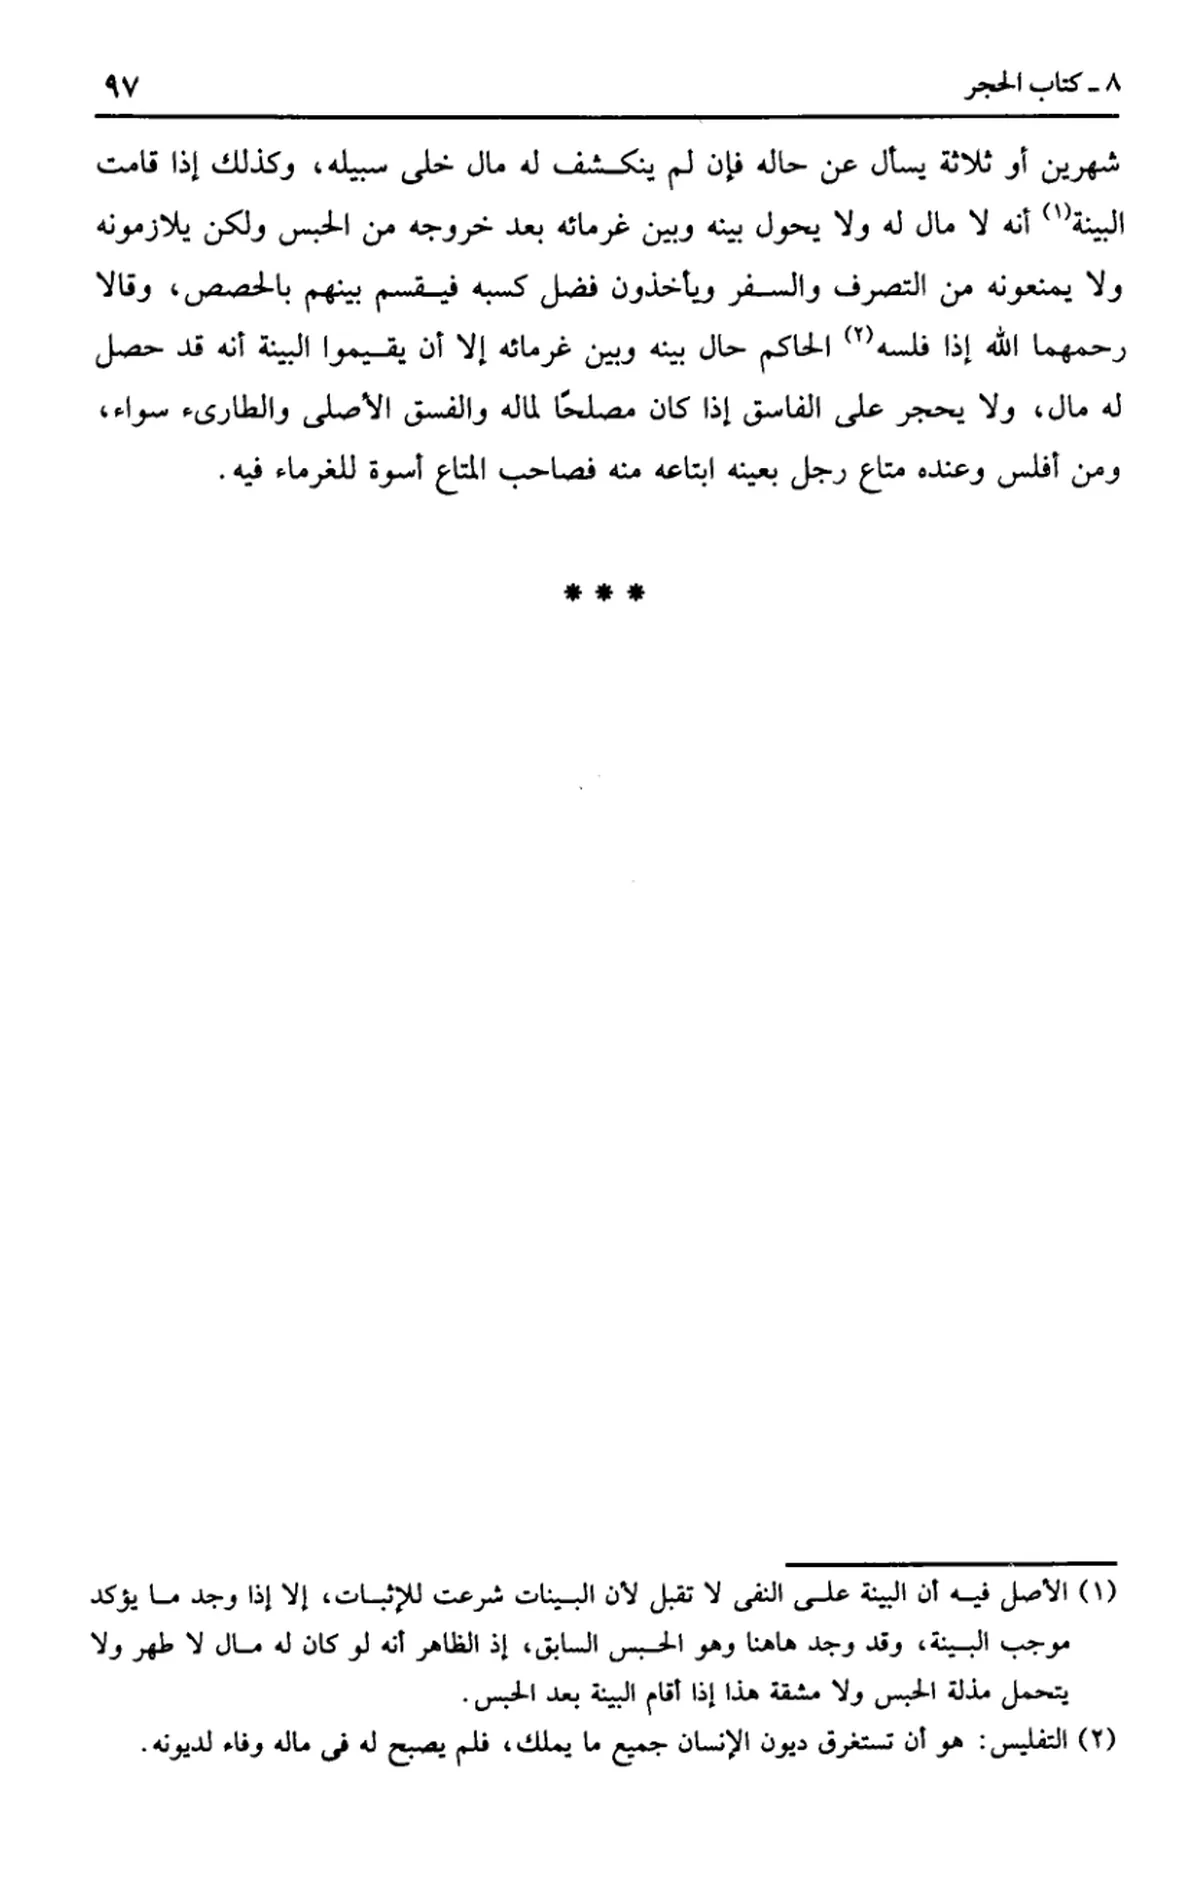 ٨ - كتاب الحجر
٩٧
شهرين أو ثلاثة يسأل عن حاله فإن لم ينكشف له مال خلى سبيله، وكذلك إذا قامت
البينة(١) أنه لا مال له ولا يحول بينه وبين غرمائه بعد خروجه من الحبس ولكن يلازمونه
ولا يمنعونه من التصرف والسفر ويأخذون فضل كسبه فيقسم بينهم بالحصص، وقالا
رحمهما الله إذا فلسه(٢) الحاكم حال بينه وبين غرمائه إلا أن يقيموا البينة أنه قد حصل
له مال، ولا يحجر على الفاسق إذا كان مصلحًا لماله والفسق الأصلى والطارىء سواء،
ومن أفلس وعنده متاع رجل بعينه ابتاعه منه فصاحب المتاع أسوة للغرماء فيه.
***
(١) الأصل فيه أن البينة على النفى لا تقبل لأن البينات شرعت للإثبات، إلا إذا وجد ما يؤكد
موجب البينة، وقد وجد هاهنا وهو الحبس السابق، إذ الظاهر أنه لو كان له مال لا طهر ولا
يتحمل مذلة الحبس ولا مشقة هذا إذا أقام البينة بعد الحبس.
(٢) التفليس: هو أن تستغرق ديون الإنسان جميع ما يملك، فلم يصبح له فى ماله وفاء لديونه.